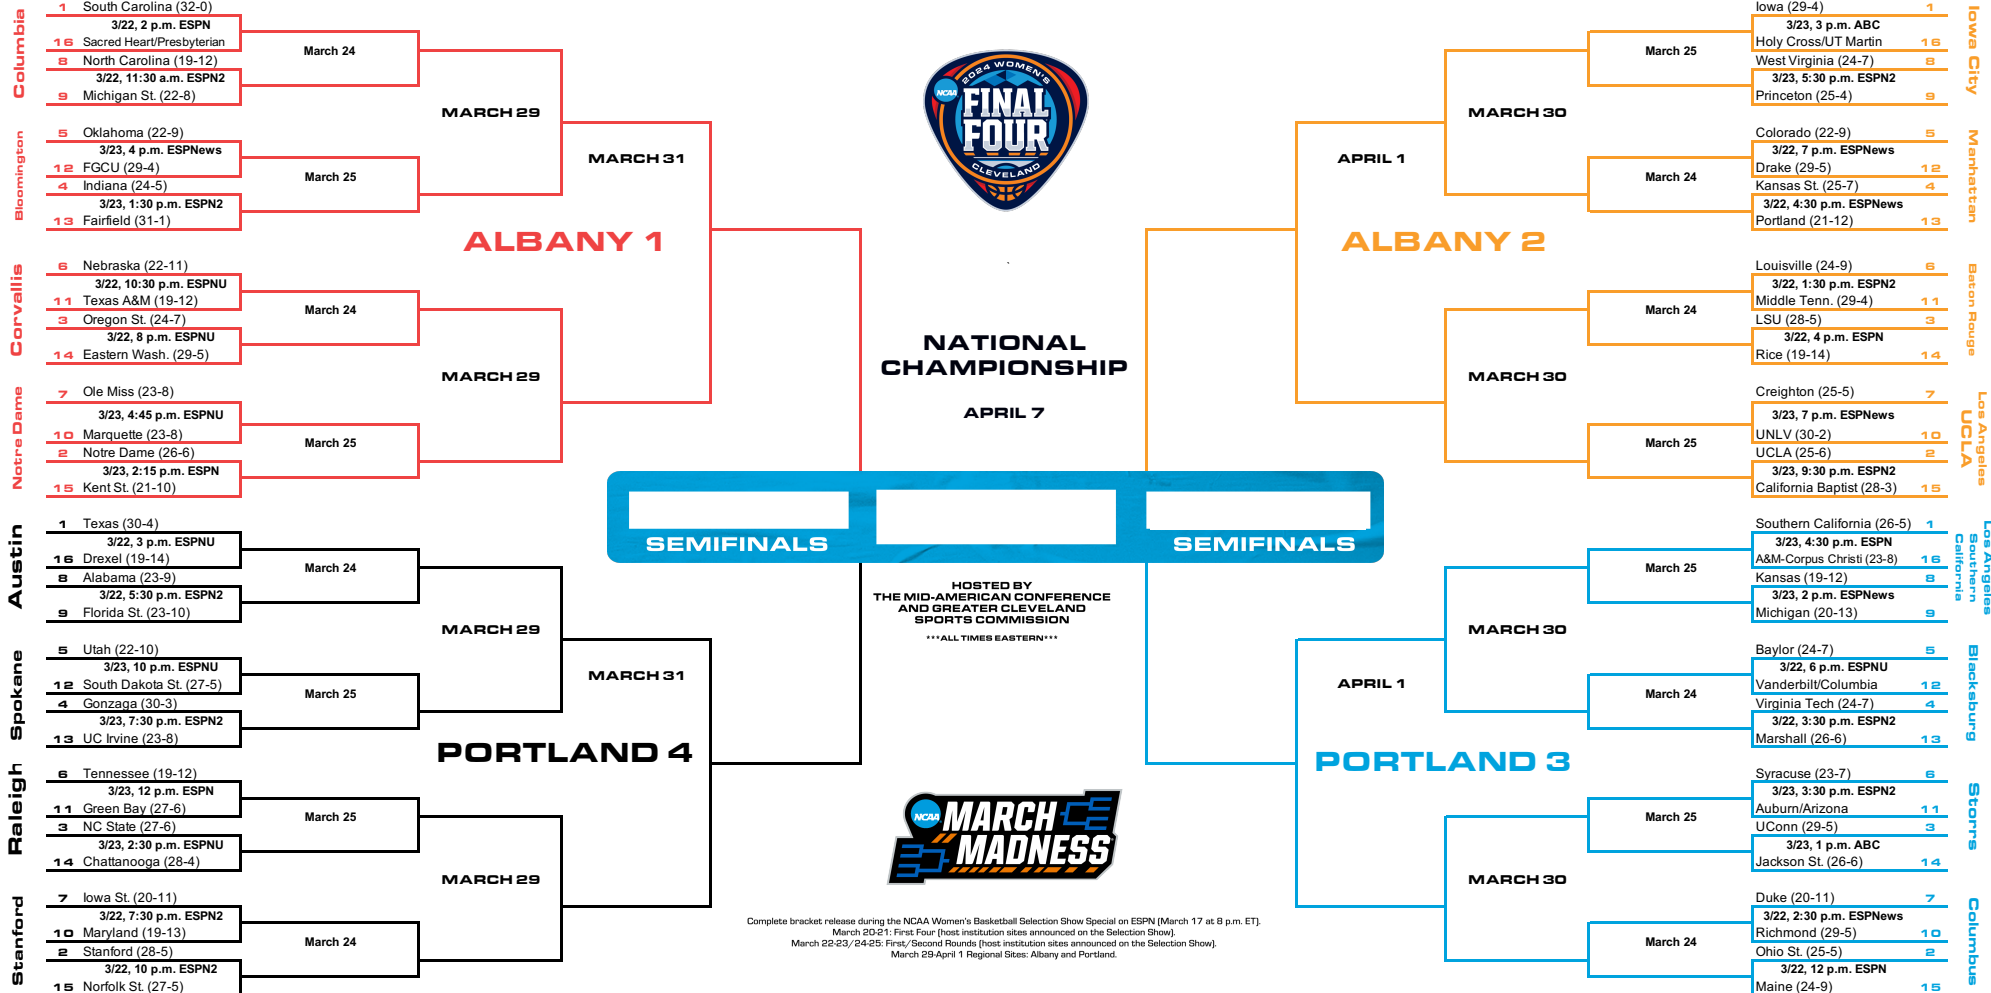 Columbia
1 South Carolina (32-0)
3/22, 2 p.m. ESPN
16 Sacred Heart/Presbyterian
8 North Carolina (19-12)
3/22, 11:30 a.m. ESPN2
9 Michigan St. (22-8)
March 24
Bloomington
5 Oklahoma (22-9)
3/23, 4 p.m. ESPNews
12 FGCU (29-4)
4 Indiana (24-5)
3/23, 1:30 p.m. ESPN2
13 Fairfield (31-1)
March 25
MARCH 29
MARCH 31
ALBANY 1
Corvallis
6 Nebraska (22-11)
3/22, 10:30 p.m. ESPNU
11 Texas A&M (19-12)
3 Oregon St. (24-7)
3/22, 8 p.m. ESPNU
14 Eastern Wash. (29-5)
March 24
Notre Dame
7 Ole Miss (23-8)
3/23, 4:45 p.m. ESPNU
10 Marquette (23-8)
2 Notre Dame (26-6)
3/23, 2:15 p.m. ESPN
15 Kent St. (21-10)
March 25
MARCH 29
Austin
1 Texas (30-4)
3/22, 3 p.m. ESPNU
16 Drexel (19-14)
8 Alabama (23-9)
3/22, 5:30 p.m. ESPN2
9 Florida St. (23-10)
March 24
Spokane
5 Utah (22-10)
3/23, 10 p.m. ESPNU
12 South Dakota St. (27-5)
4 Gonzaga (30-3)
3/23, 7:30 p.m. ESPN2
13 UC Irvine (23-8)
March 25
MARCH 29
MARCH 31
PORTLAND 4
Raleigh
6 Tennessee (19-12)
3/23, 12 p.m. ESPN
11 Green Bay (27-6)
3 NC State (27-6)
3/23, 2:30 p.m. ESPNU
14 Chattanooga (28-4)
March 25
Stanford
7 Iowa St. (20-11)
3/22, 7:30 p.m. ESPN2
10 Maryland (19-13)
2 Stanford (28-5)
3/22, 10 p.m. ESPN2
15 Norfolk St. (27-5)
March 24
MARCH 29
2024 WOMEN'S
NCAA
FINAL
FOUR
CLEVELAND
NATIONAL
CHAMPIONSHIP
APRIL 7
SEMIFINALS
SEMIFINALS
HOSTED BY
THE MID-AMERICAN CONFERENCE
AND GREATER CLEVELAND
SPORTS COMMISSION
***ALL TIMES EASTERN***
NCAA
MARCH
MADNESS
Complete bracket release during the NCAA Women's Basketball Selection Show Special on ESPN (March 17 at 8 p.m. ET).
March 20-21: First Four (host institution sites announced on the Selection Show).
March 22-23/24-25: First/Second Rounds (host institution sites announced on the Selection Show).
March 29-April 1 Regional Sites: Albany and Portland.
Iowa City
Iowa (29-4) 1
3/23, 3 p.m. ABC
Holy Cross/UT Martin 16
West Virginia (24-7) 8
3/23, 5:30 p.m. ESPN2
Princeton (25-4) 9
March 25
Manhattan
Colorado (22-9) 5
3/22, 7 p.m. ESPNews
Drake (29-5) 12
Kansas St. (25-7) 4
3/22, 4:30 p.m. ESPNews
Portland (21-12) 13
March 24
MARCH 30
APRIL 1
ALBANY 2
Baton Rouge
Louisville (24-9) 6
3/22, 1:30 p.m. ESPN2
Middle Tenn. (29-4) 11
LSU (28-5) 3
3/22, 4 p.m. ESPN
Rice (19-14) 14
March 24
Los Angeles
UCLA
Creighton (25-5) 7
3/23, 7 p.m. ESPNews
UNLV (30-2) 10
UCLA (25-6) 2
3/23, 9:30 p.m. ESPN2
California Baptist (28-3) 15
March 25
MARCH 30
Los Angeles
Southern
California
Southern California (26-5) 1
3/23, 4:30 p.m. ESPN
A&M-Corpus Christi (23-8) 16
Kansas (19-12) 8
3/23, 2 p.m. ESPNews
Michigan (20-13) 9
March 25
Blacksburg
Baylor (24-7) 5
3/22, 6 p.m. ESPNU
Vanderbilt/Columbia 12
Virginia Tech (24-7) 4
3/22, 3:30 p.m. ESPN2
Marshall (26-6) 13
March 24
MARCH 30
APRIL 1
PORTLAND 3
Storrs
Syracuse (23-7) 6
3/23, 3:30 p.m. ESPN2
Auburn/Arizona 11
UConn (29-5) 3
3/23, 1 p.m. ABC
Jackson St. (26-6) 14
March 25
Columbus
Duke (20-11) 7
3/22, 2:30 p.m. ESPNews
Richmond (29-5) 10
Ohio St. (25-5) 2
3/22, 12 p.m. ESPN
Maine (24-9) 15
March 24
MARCH 30